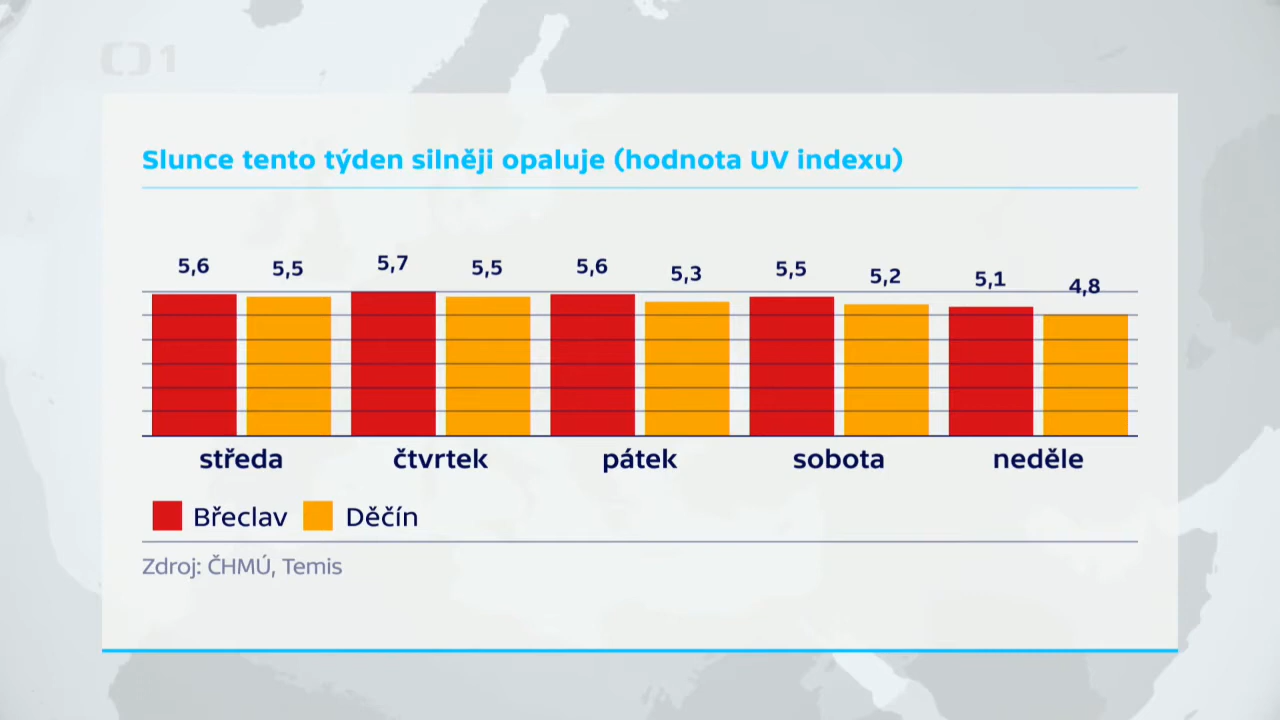 1
Slunce tento týden silněji opaluje (hodnota UV indexu)
5,6 5,5 5,7 5,5 5,6 5,3 5,5 5,2 5,1 4,8
středa čtvrtek pátek sobota neděle
Břeclav Děčín
Zdroj: ČHMÚ, Temis